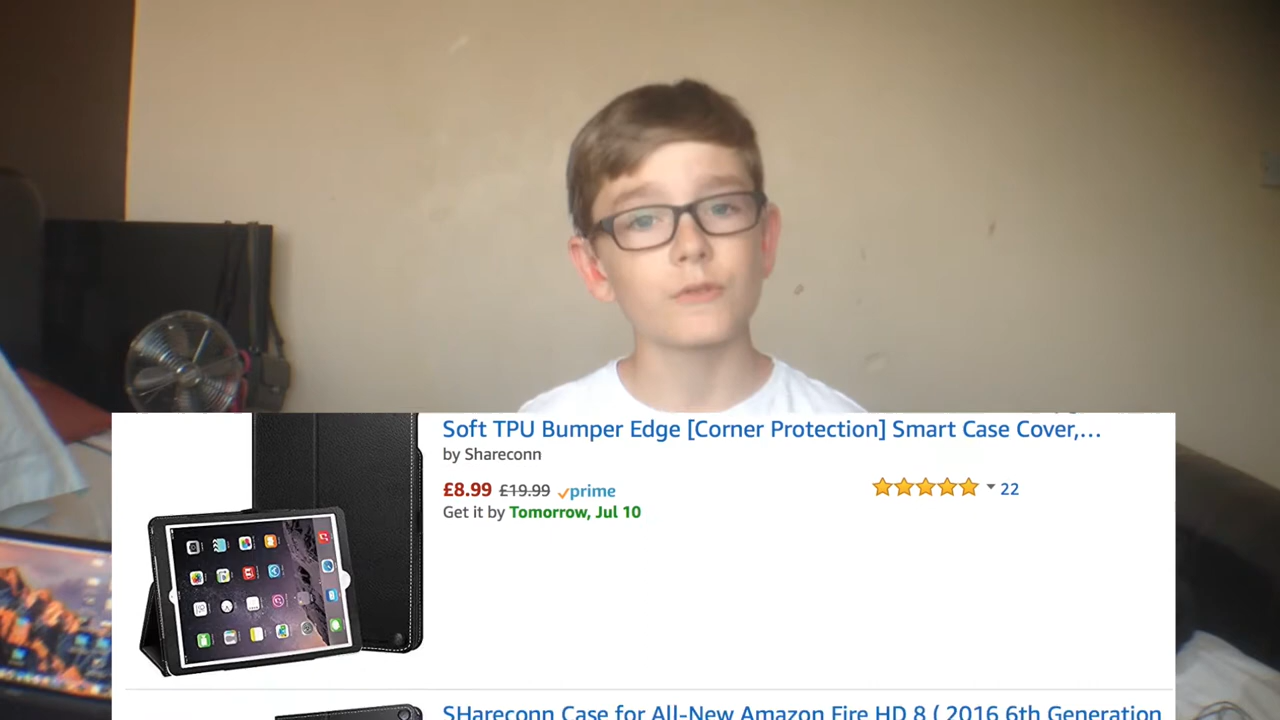 Soft TPU Bumper Edge [Corner Protection] Smart Case Cover,...
by Shareconn
£8.99 £19.99 prime
22
Get it by Tomorrow, Jul 10
SHareconn Case for All-New Amazon Fire HD 8 ( 2016 6th Generation